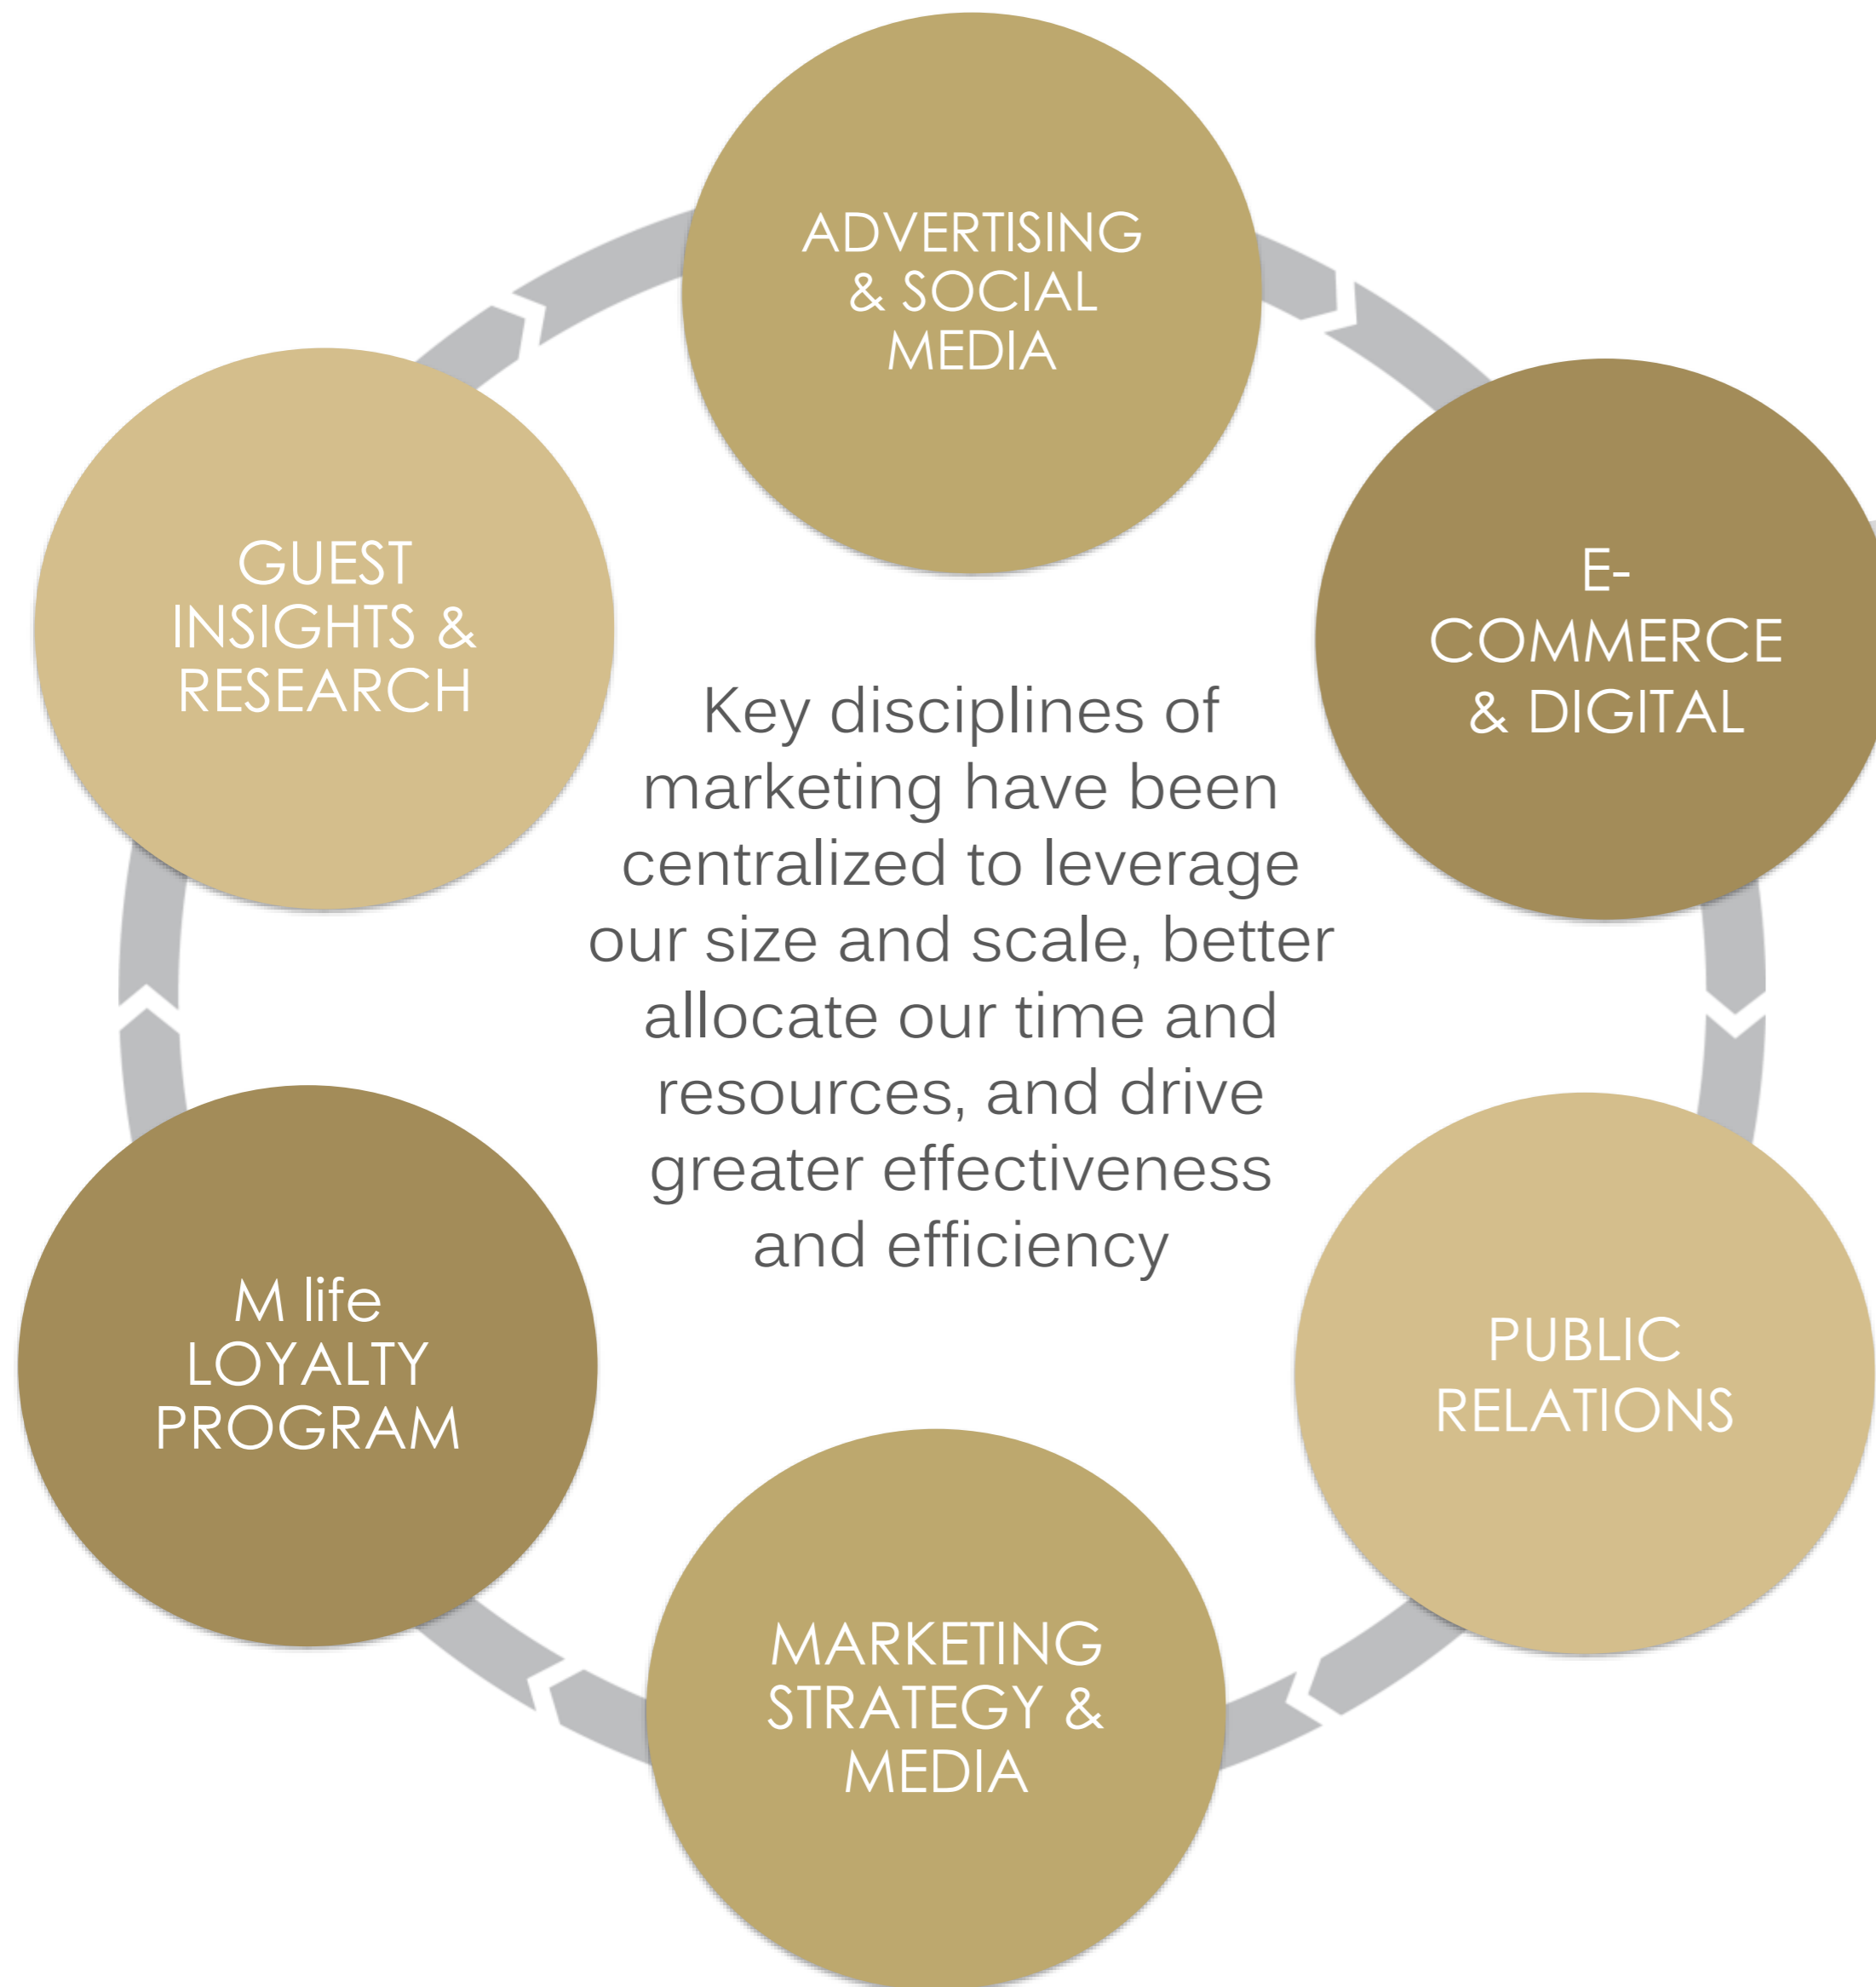 ADVERTISING
& SOCIAL
MEDIA
E-
COMMERCE
& DIGITAL
GUEST
INSIGHTS &
RESEARCH
Key disciplines of
marketing have been
centralized to leverage
our size and scale, better
allocate our time and
resources, and drive
greater effectiveness
and efficiency
M life
LOYALTY
PROGRAM
PUBLIC
RELATIONS
MARKETING
STRATEGY &
MEDIA